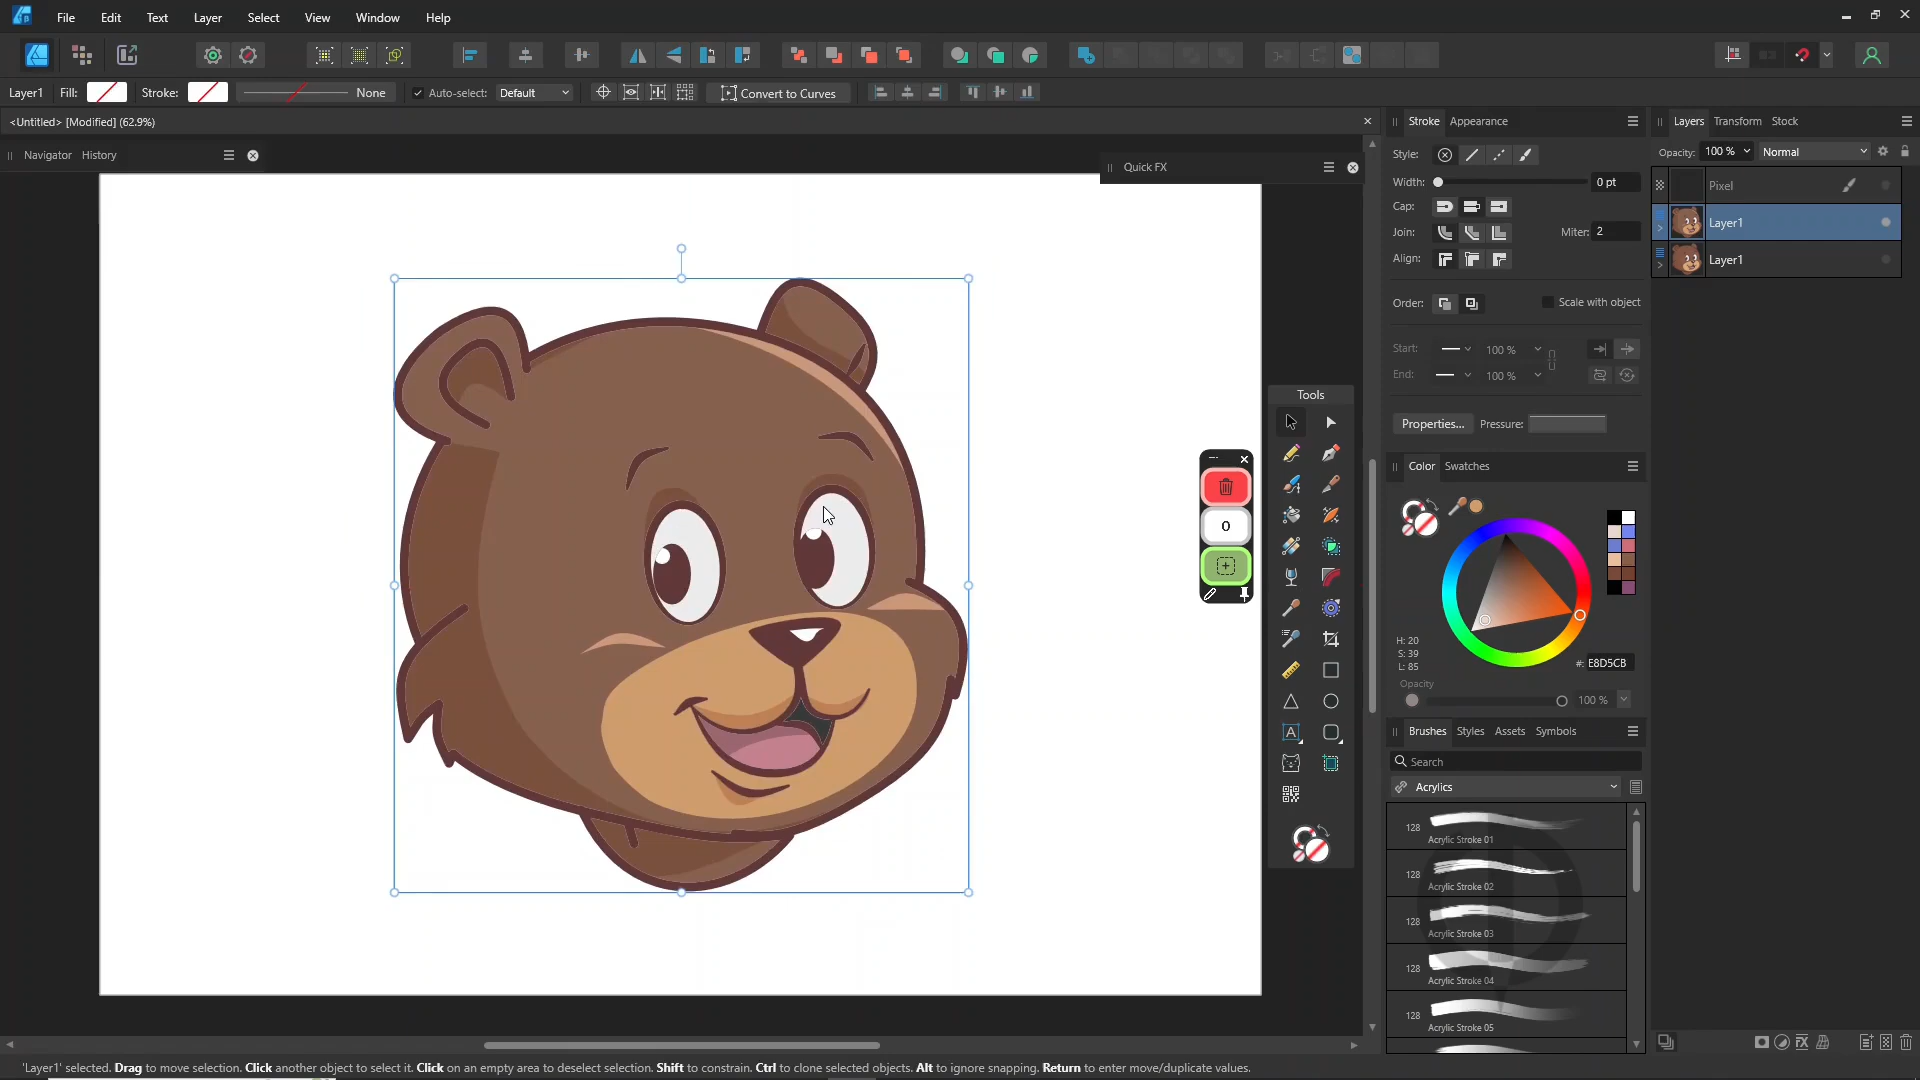 File Edit Text Layer Select View Window Help
Layer1 Fill: Stroke: None Auto-select: Default Convert to Curves
<Untitled> [Modified] (62.9%)
Navigator History
Quick FX
Tools
0
Stroke Appearance
Style:
Width: 0 pt
Cap:
Join: Miter: 2
Align:
Order: Scale with object
Start: 100 %
End: 100 %
Properties... Pressure:
Color Swatches
H: 20
S: 39
L: 85
#: E8D5CB
Opacity
100 %
Brushes Styles Assets Symbols
Search
Acrylics
128
Acrylic Stroke 01
128
Acrylic Stroke 02
128
Acrylic Stroke 03
128
Acrylic Stroke 04
128
Acrylic Stroke 05
Layers Transform Stock
Opacity: 100 % Normal
Pixel
Layer1
Layer1
'Layer1' selected. Drag to move selection. Click another object to select it. Click on an empty area to deselect selection. Shift to constrain. Ctrl to clone selected objects. Alt to ignore snapping. Return to enter move/duplicate values.